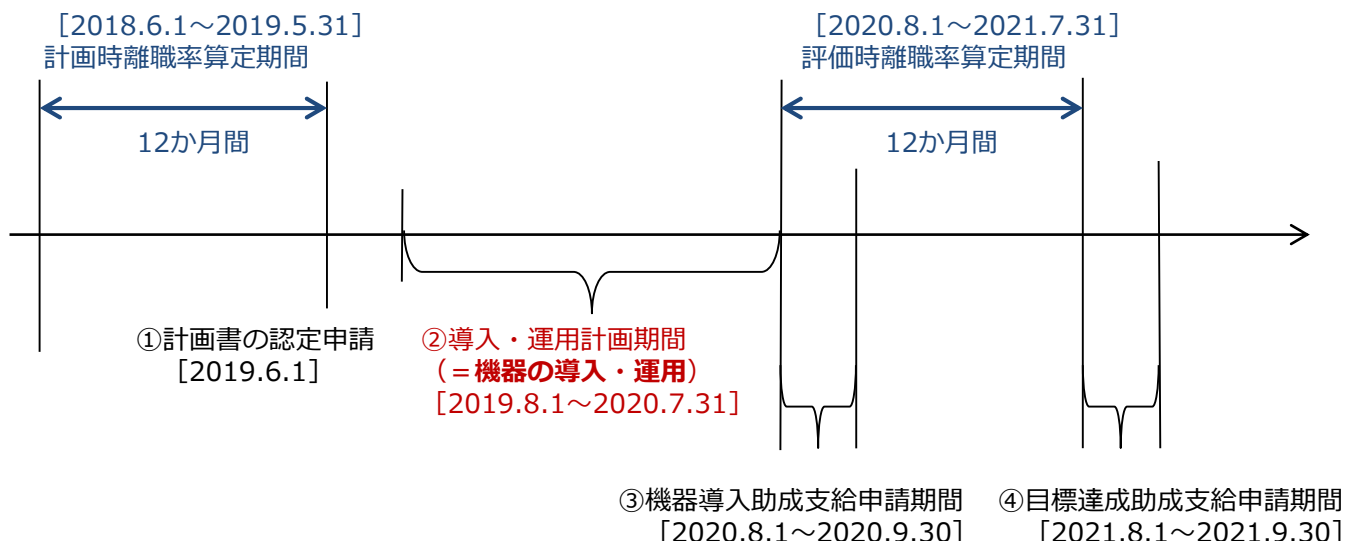 [2018.6.1～2019.5.31]
計画時離職率算定期間
12か月間
[2020.8.1～2021.7.31]
評価時離職率算定期間
12か月間
①計画書の認定申請
[2019.6.1]
②導入・運用計画期間
(＝機器の導入・運用)
[2019.8.1～2020.7.31]
③機器導入助成支給申請期間
[2020.8.1～2020.9.30]
④目標達成助成支給申請期間
[2021.8.1～2021.9.30]